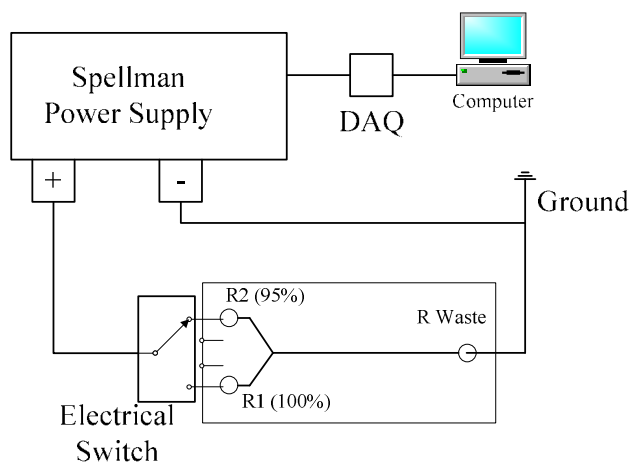 Spellman
Power Supply
DAQ
Computer
+
-
Ground
R2 (95%)
R Waste
R1 (100%)
Electrical
Switch